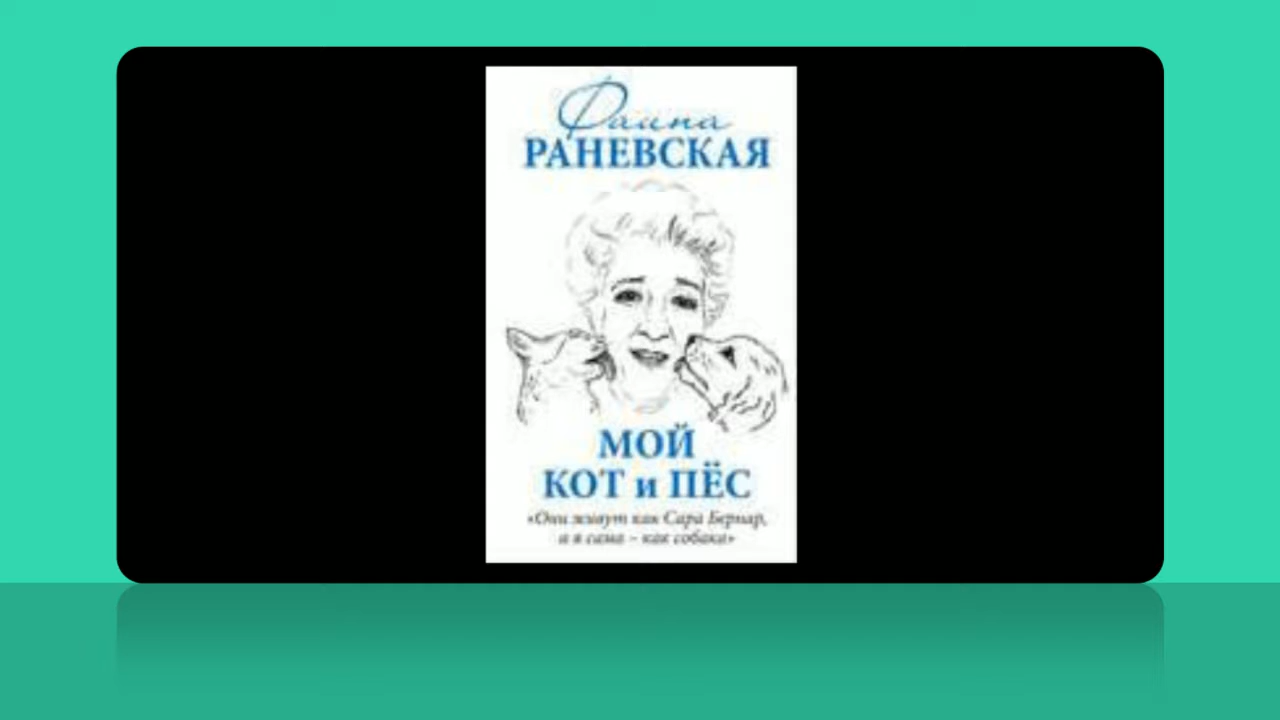 Фаина
РАНЕВСКАЯ
МОЙ
КОТ и ПЁС
«Они живут как Сара Бернар,
а я сама – как собака»